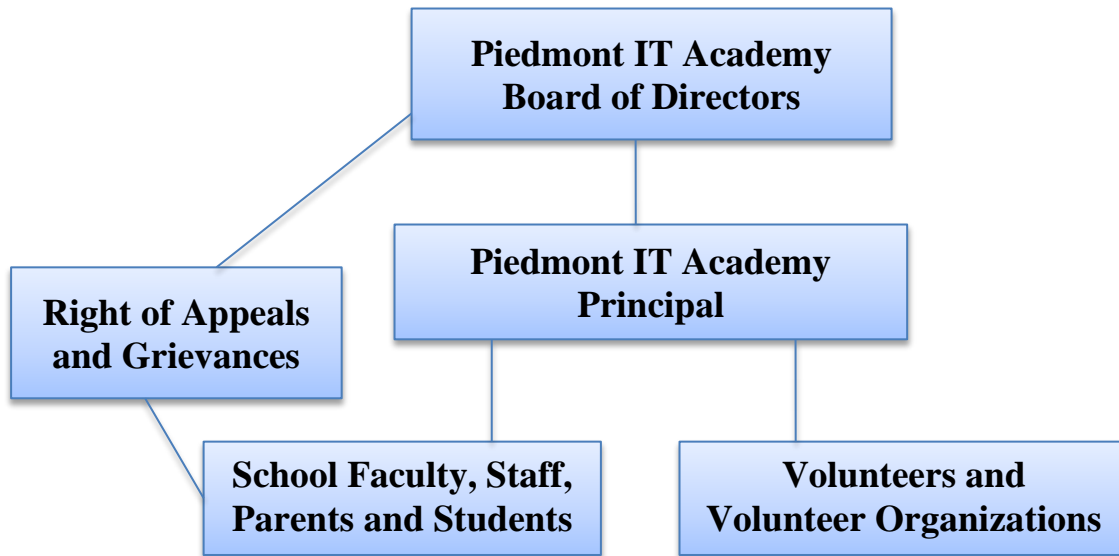 Piedmont IT Academy
Board of Directors
Piedmont IT Academy
Principal
Right of Appeals
and Grievances
School Faculty, Staff,
Parents and Students
Volunteers and
Volunteer Organizations